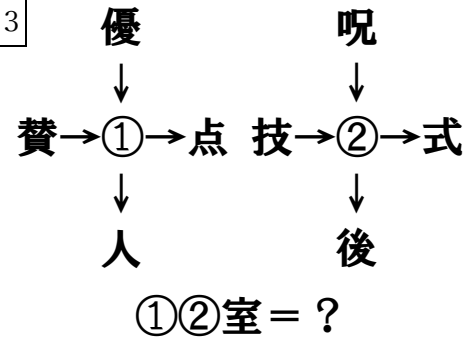 3
優 呪
↓ ↓
賛→①→点 技→②→式
↓ ↓
人 後
①②室=?